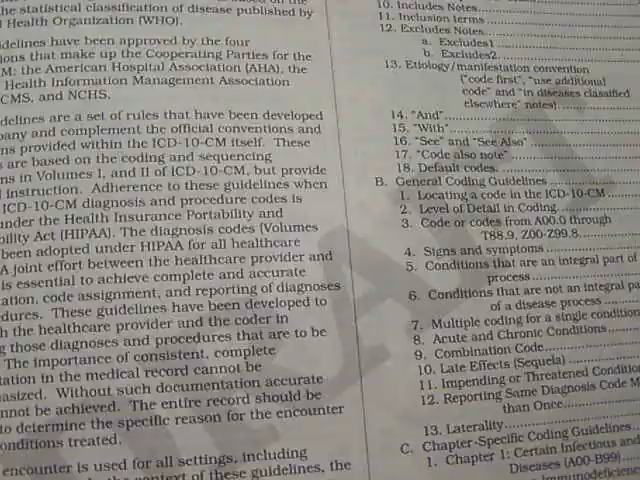 he statistical classification of disease published by
Health Organization (WHO).
idelines have been approved by the four
ions that make up the Cooperating Parties for the
M: the American Hospital Association (AHA), the
Health Information Management Association
CMS, and NCHS.
delines are a set of rules that have been developed
pany and complement the official conventions and
ns provided within the ICD-10-CM itself. These
s are based on the coding and sequencing
ns in Volumes I, and II of ICD-10-CM, but provide
instruction. Adherence to these guidelines when
ICD-10-CM diagnosis and procedure codes is
under the Health Insurance Portability and
bility Act (HIPAA). The diagnosis codes (Volumes
been adopted under HIPAA for all healthcare
A joint effort between the healthcare provider and
is essential to achieve complete and accurate
ation, code assignment, and reporting of diagnoses
dures. These guidelines have been developed to
h the healthcare provider and the coder in
g those diagnoses and procedures that are to be
The importance of consistent, complete
tation in the medical record cannot be
asized. Without such documentation accurate
nnot be achieved. The entire record should be
to determine the specific reason for the encounter
onditions treated.
encounter is used for all settings, including
context of these guidelines, the
10. Includes Notes
11. Inclusion terms
12. Excludes Notes
a. Excludes1
b. Excludes2
13. Etiology/manifestation convention
("code first", "use additional
code" and "in diseases classified
elsewhere" notes)
14. "And"
15. "With"
16. "See" and "See Also"
17. "Code also note"
18. Default codes
B. General Coding Guidelines
1. Locating a code in the ICD-10-CM
2. Level of Detail in Coding
3. Code or codes from A00.0 through
T88.9, Z00-Z99.8
4. Signs and symptoms
5. Conditions that are an integral part of
process
6. Conditions that are not an integral pa
of a disease process
7. Multiple coding for a single condition
8. Acute and Chronic Conditions
9. Combination Code
10. Late Effects (Sequela)
11. Impending or Threatened Conditio
12. Reporting Same Diagnosis Code M
than Once
13. Laterality
C. Chapter-Specific Coding Guidelines
1. Chapter 1: Certain Infectious and
Diseases (A00-B99)